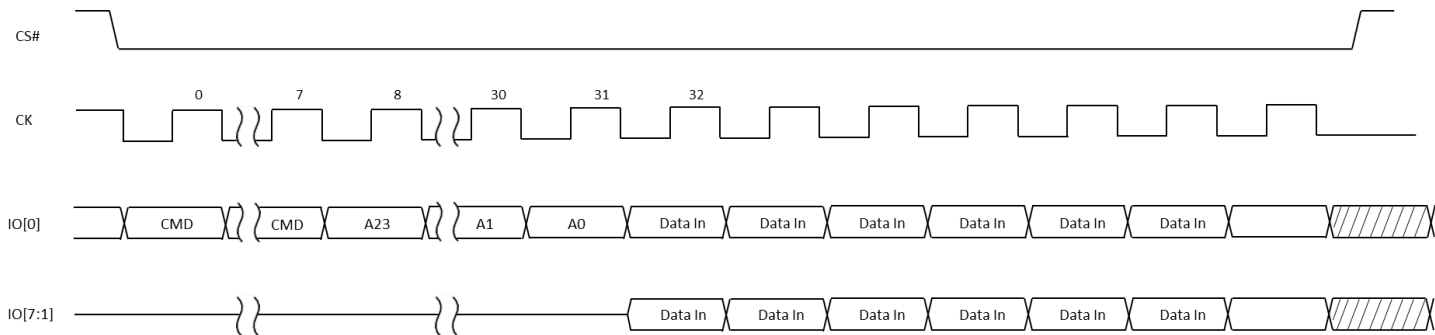 CS#
0 7 8 30 31 32
CK
IO[0] CMD CMD A23 A1 A0 Data In Data In Data In Data In Data In Data In
IO[7:1] Data In Data In Data In Data In Data In Data In